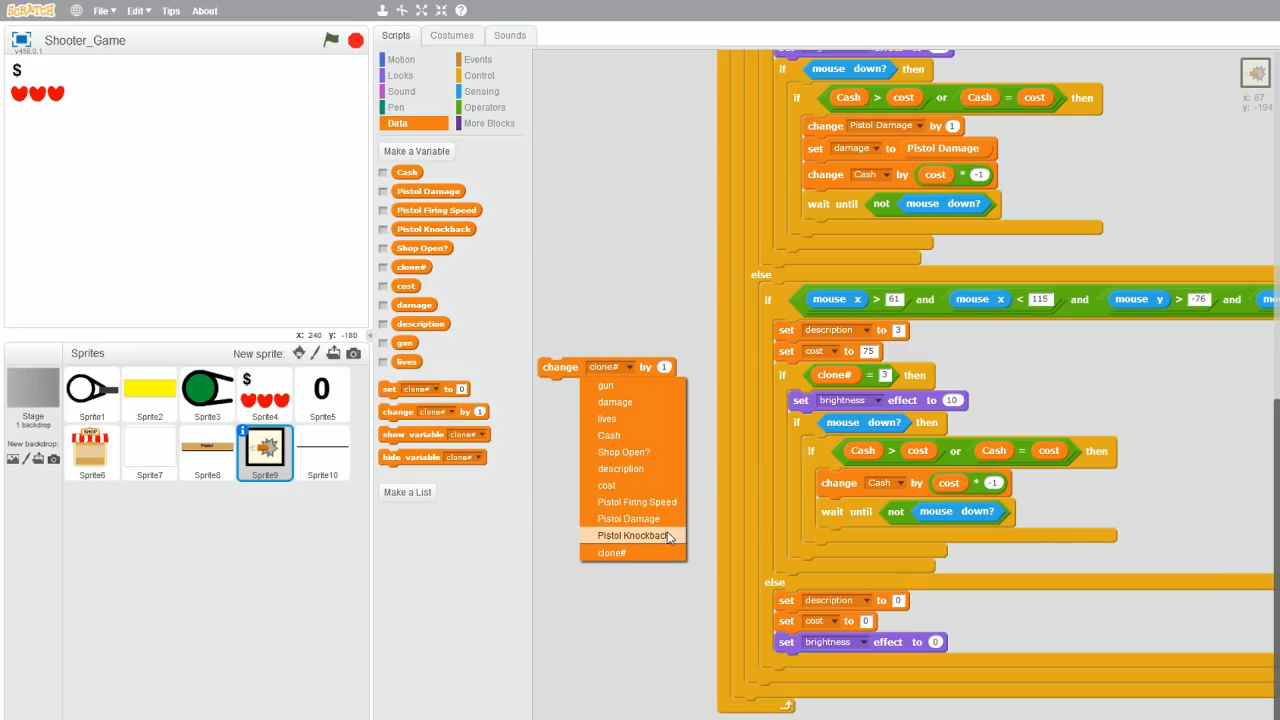 SCRATCH File Edit Tips About
v458.0.1 Shooter_Game
$
x: 240 y: -180
Sprites New sprite:
Stage
1 backdrop
New backdrop:
Sprite1 Sprite2 Sprite3 $ Sprite4 0 Sprite5
SHOP Sprite6 Sprite7 Pistol Sprite8 Sprite9 Sprite10
Scripts Costumes Sounds
Motion Events
Looks Control
Sound Sensing
Pen Operators
Data More Blocks
Make a Variable
Cash
Pistol Damage
Pistol Firing Speed
Pistol Knockback
Shop Open?
clone#
cost
damage
description
gun
lives
set clone# to 0
change clone# by 1
show variable clone#
hide variable clone#
Make a List
change clone# by 1
gun
damage
lives
Cash
Shop Open?
description
cost
Pistol Firing Speed
Pistol Damage
Pistol Knockback
clone#
if mouse down? then
if Cash > cost or Cash = cost then
change Pistol Damage by 1
set damage to Pistol Damage
change Cash by cost * -1
wait until not mouse down?
else
if mouse x > 61 and mouse x < 115 and mouse y > -76 and
set description to 3
set cost to 75
if clone# = 3 then
set brightness effect to 10
if mouse down? then
if Cash > cost or Cash = cost then
change Cash by cost * -1
wait until not mouse down?
else
set description to 0
set cost to 0
set brightness effect to 0
x: 87
y: -194